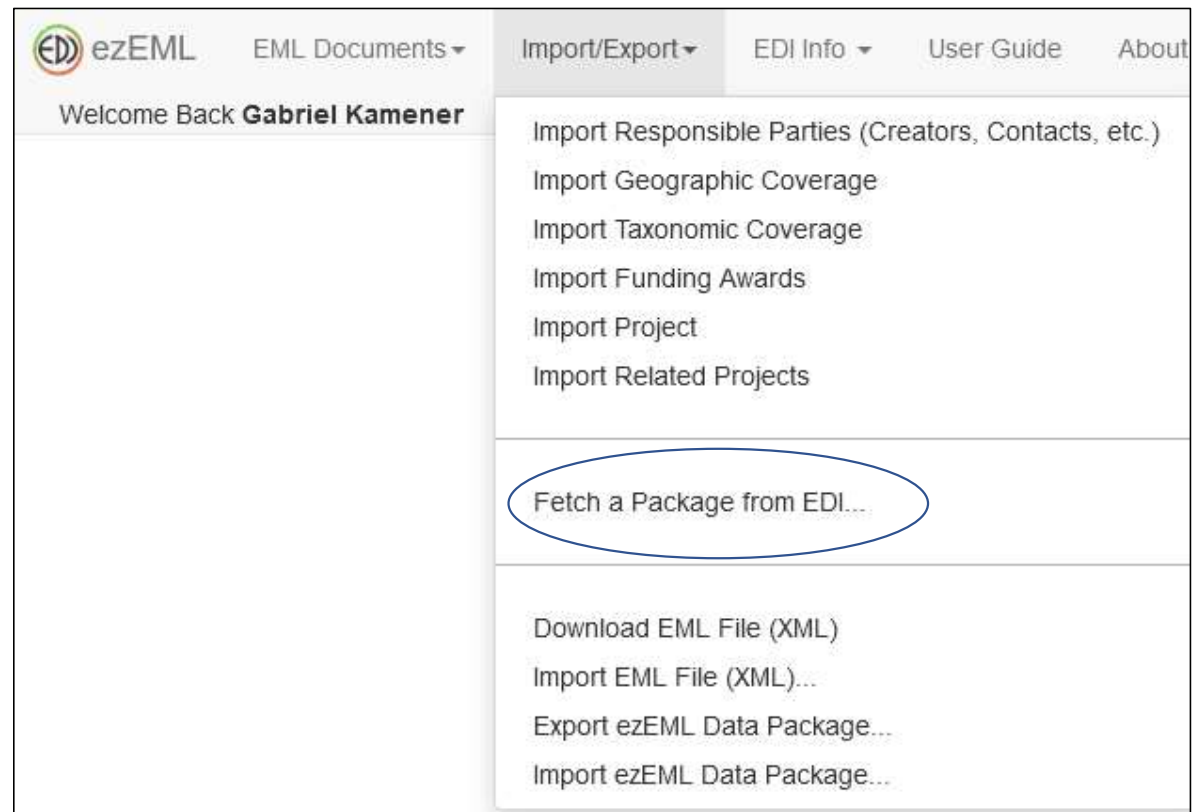 EDI ezEML EML Documents Import/Export EDI Info User Guide About
Welcome Back Gabriel Kamener
Import Responsible Parties (Creators, Contacts, etc.)
Import Geographic Coverage
Import Taxonomic Coverage
Import Funding Awards
Import Project
Import Related Projects
Fetch a Package from EDI...
Download EML File (XML)
Import EML File (XML)...
Export ezEML Data Package...
Import ezEML Data Package...